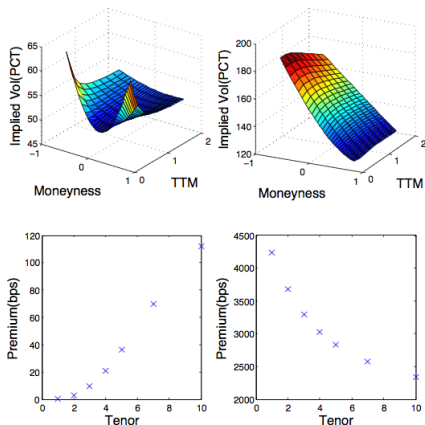 65
60
55
50
45
Implied Vol(PCT)
−1
0
1
Moneyness
0
1
2
TTM
200
180
160
140
120
Implied Vol(PCT)
−1
0
1
Moneyness
0
1
2
TTM
120
100
80
60
40
20
0
Premium(bps)
0 2 4 6 8 10
Tenor
4500
4000
3500
3000
2500
2000
Premium(bps)
0 2 4 6 8 10
Tenor